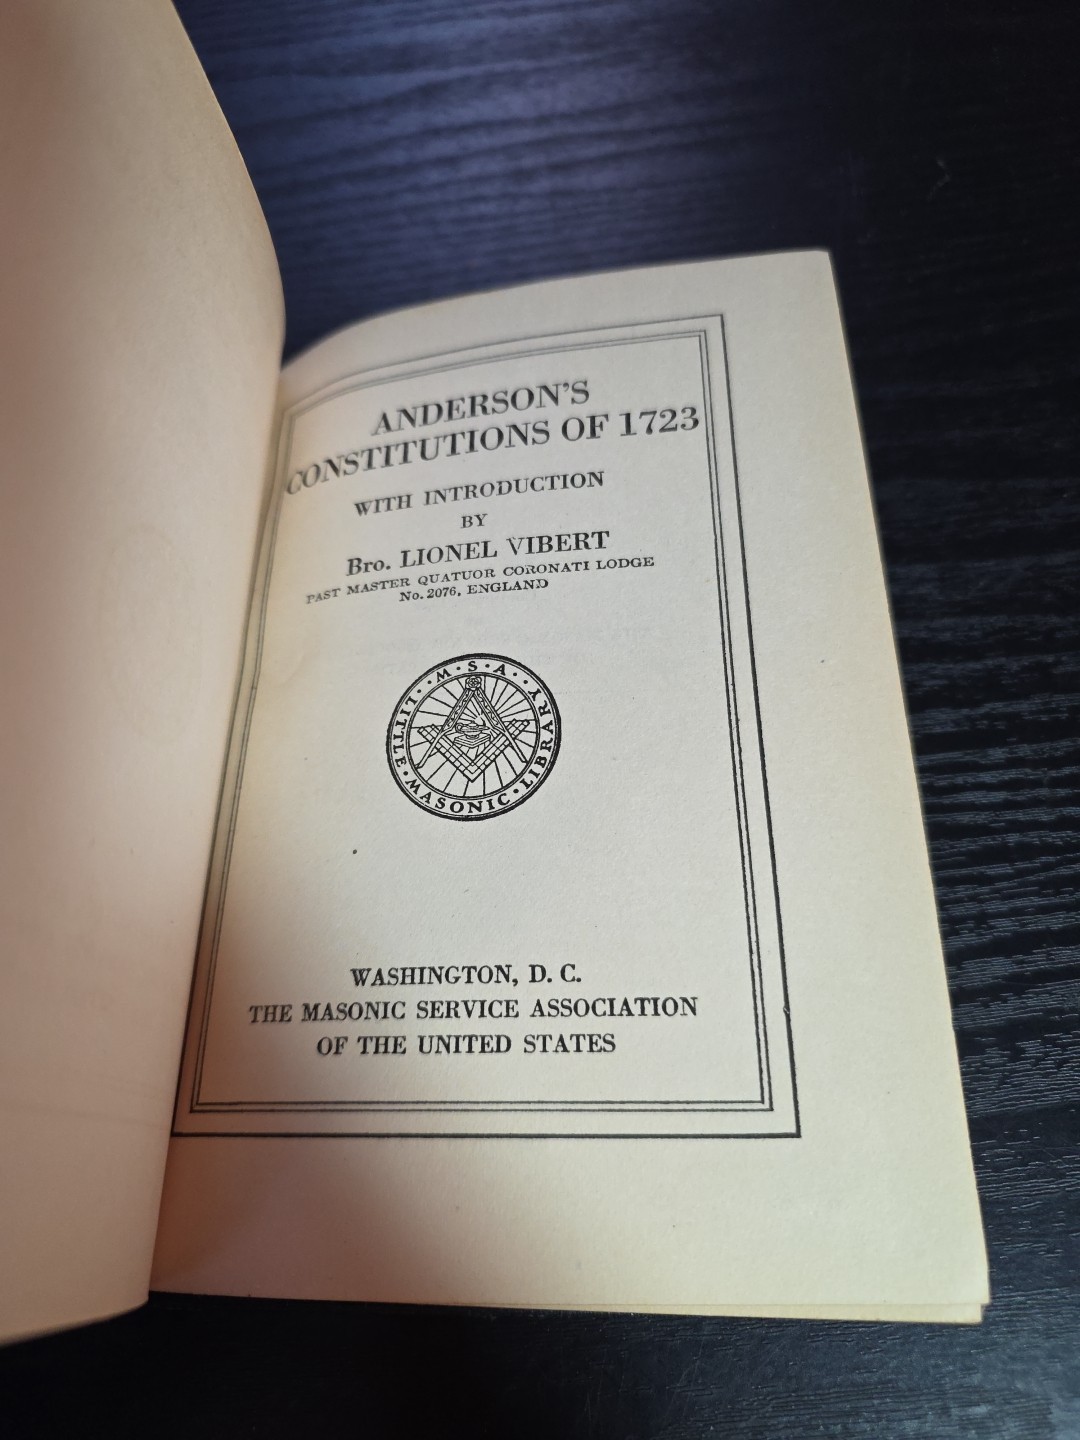 ANDERSON'S
CONSTITUTIONS OF 1723
WITH INTRODUCTION
BY
Bro. LIONEL VIBERT
PAST MASTER QUATUOR CORONATI LODGE
No. 2076, ENGLAND
· M · S · A ·
LITTLE · MASONIC · LIBRARY
WASHINGTON, D. C.
THE MASONIC SERVICE ASSOCIATION
OF THE UNITED STATES